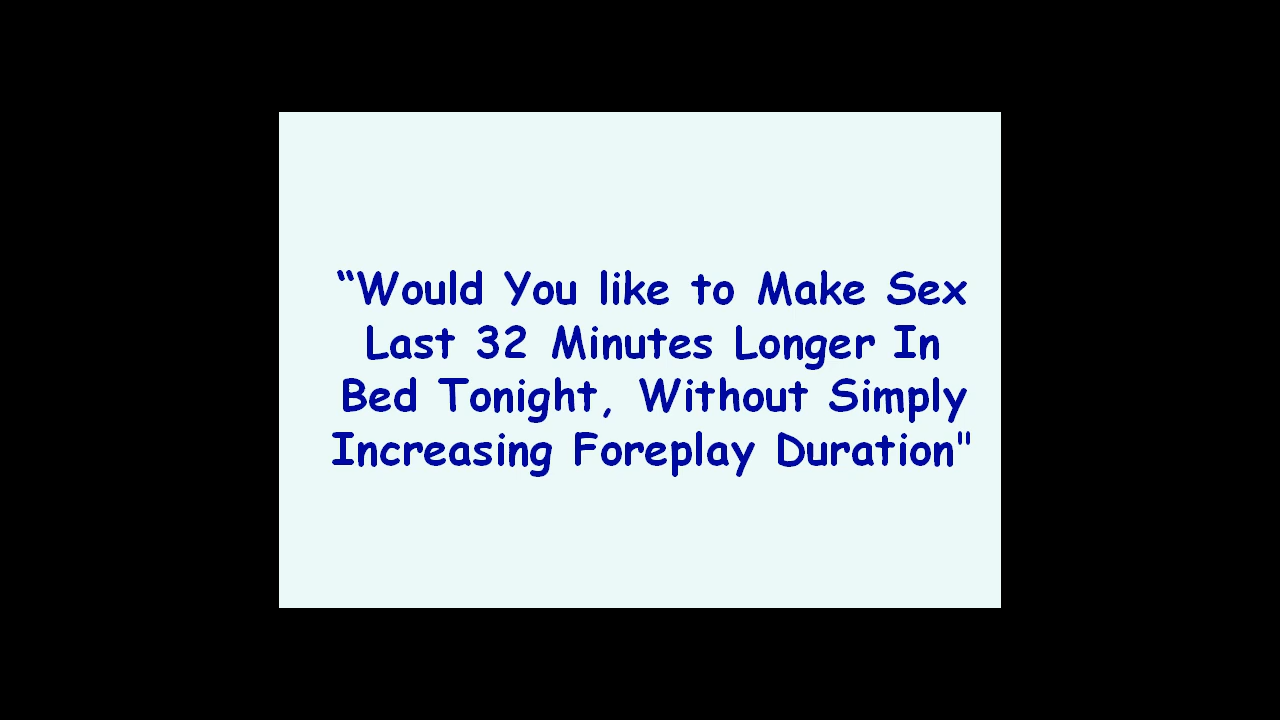 “Would You like to Make Sex
Last 32 Minutes Longer In
Bed Tonight, Without Simply
Increasing Foreplay Duration"